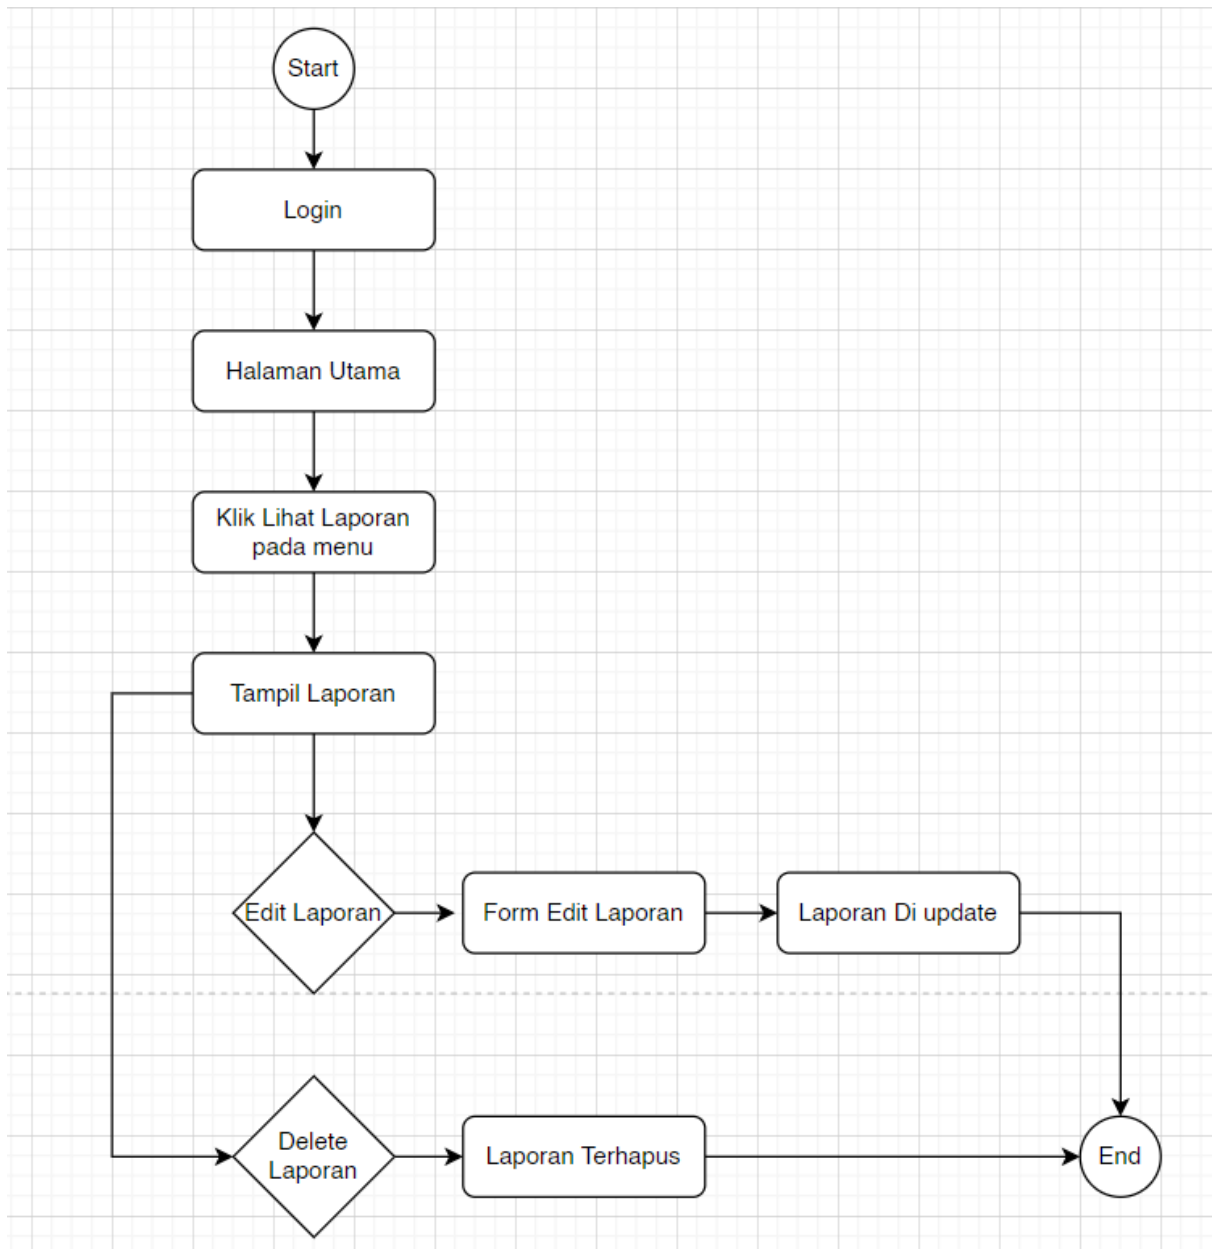 Start
Login
Halaman Utama
Klik Lihat Laporan
pada menu
Tampil Laporan
Edit Laporan
Form Edit Laporan
Laporan Di update
Delete
Laporan
Laporan Terhapus
End